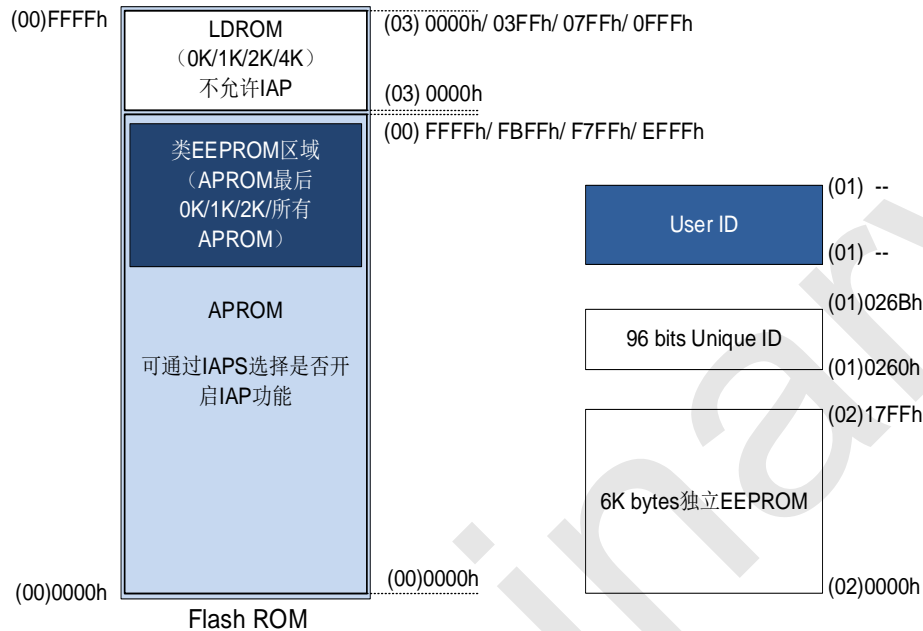 (00)FFFFh
LDROM
（0K/1K/2K/4K）
不允许IAP
(03) 0000h/ 03FFh/ 07FFh/ 0FFFh
(03) 0000h
(00) FFFFh/ FBFFh/ F7FFh/ EFFFh
类EEPROM区域
（APROM最后
0K/1K/2K/所有
APROM）
APROM
可通过IAPS选择是否开
启IAP功能
(00)0000h
(00)0000h
Flash ROM
(01) --
User ID
(01) --
(01)026Bh
96 bits Unique ID
(01)0260h
(02)17FFh
6K bytes独立EEPROM
(02)0000h
inary